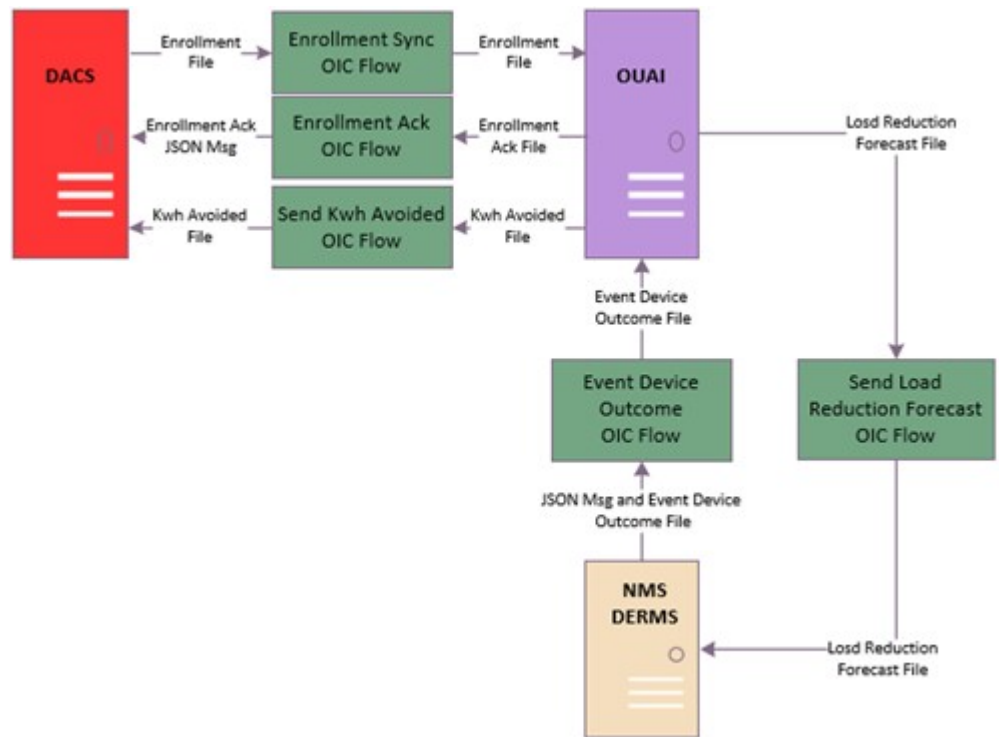 DACS
Enrollment
File
Enrollment Sync
OIC Flow
Enrollment
File
OUAI
Enrollment Ack
JSON Msg
Enrollment Ack
OIC Flow
Enrollment
Ack File
Losd Reduction
Forecast File
Kwh Avoided
File
Send Kwh Avoided
OIC Flow
Kwh Avoided
File
Event Device
Outcome File
Event Device
Outcome
OIC Flow
Send Load
Reduction Forecast
OIC Flow
JSON Msg and Event Device
Outcome File
NMS
DERMS
Losd Reduction
Forecast File